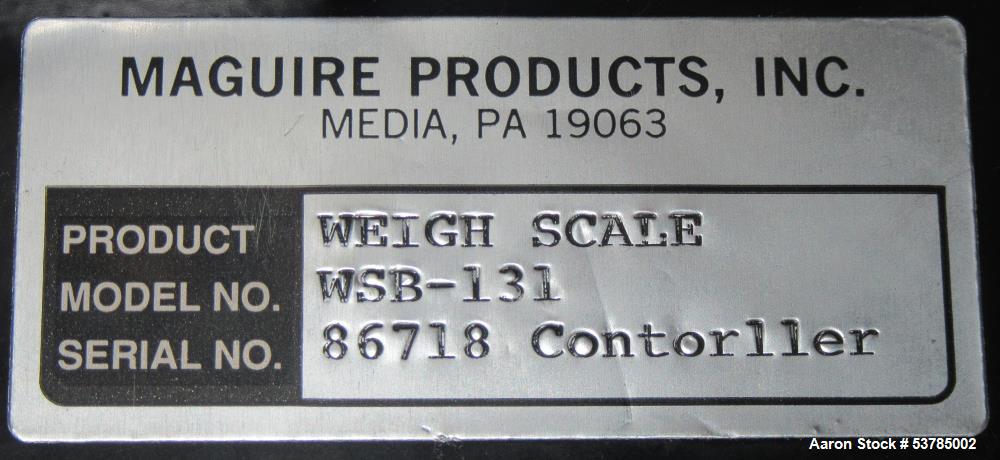 MAGUIRE PRODUCTS, INC.
MEDIA, PA 19063
PRODUCT WEIGH SCALE
MODEL NO. WSB-131
SERIAL NO. 86718 Contorller
Aaron Stock # 53785002